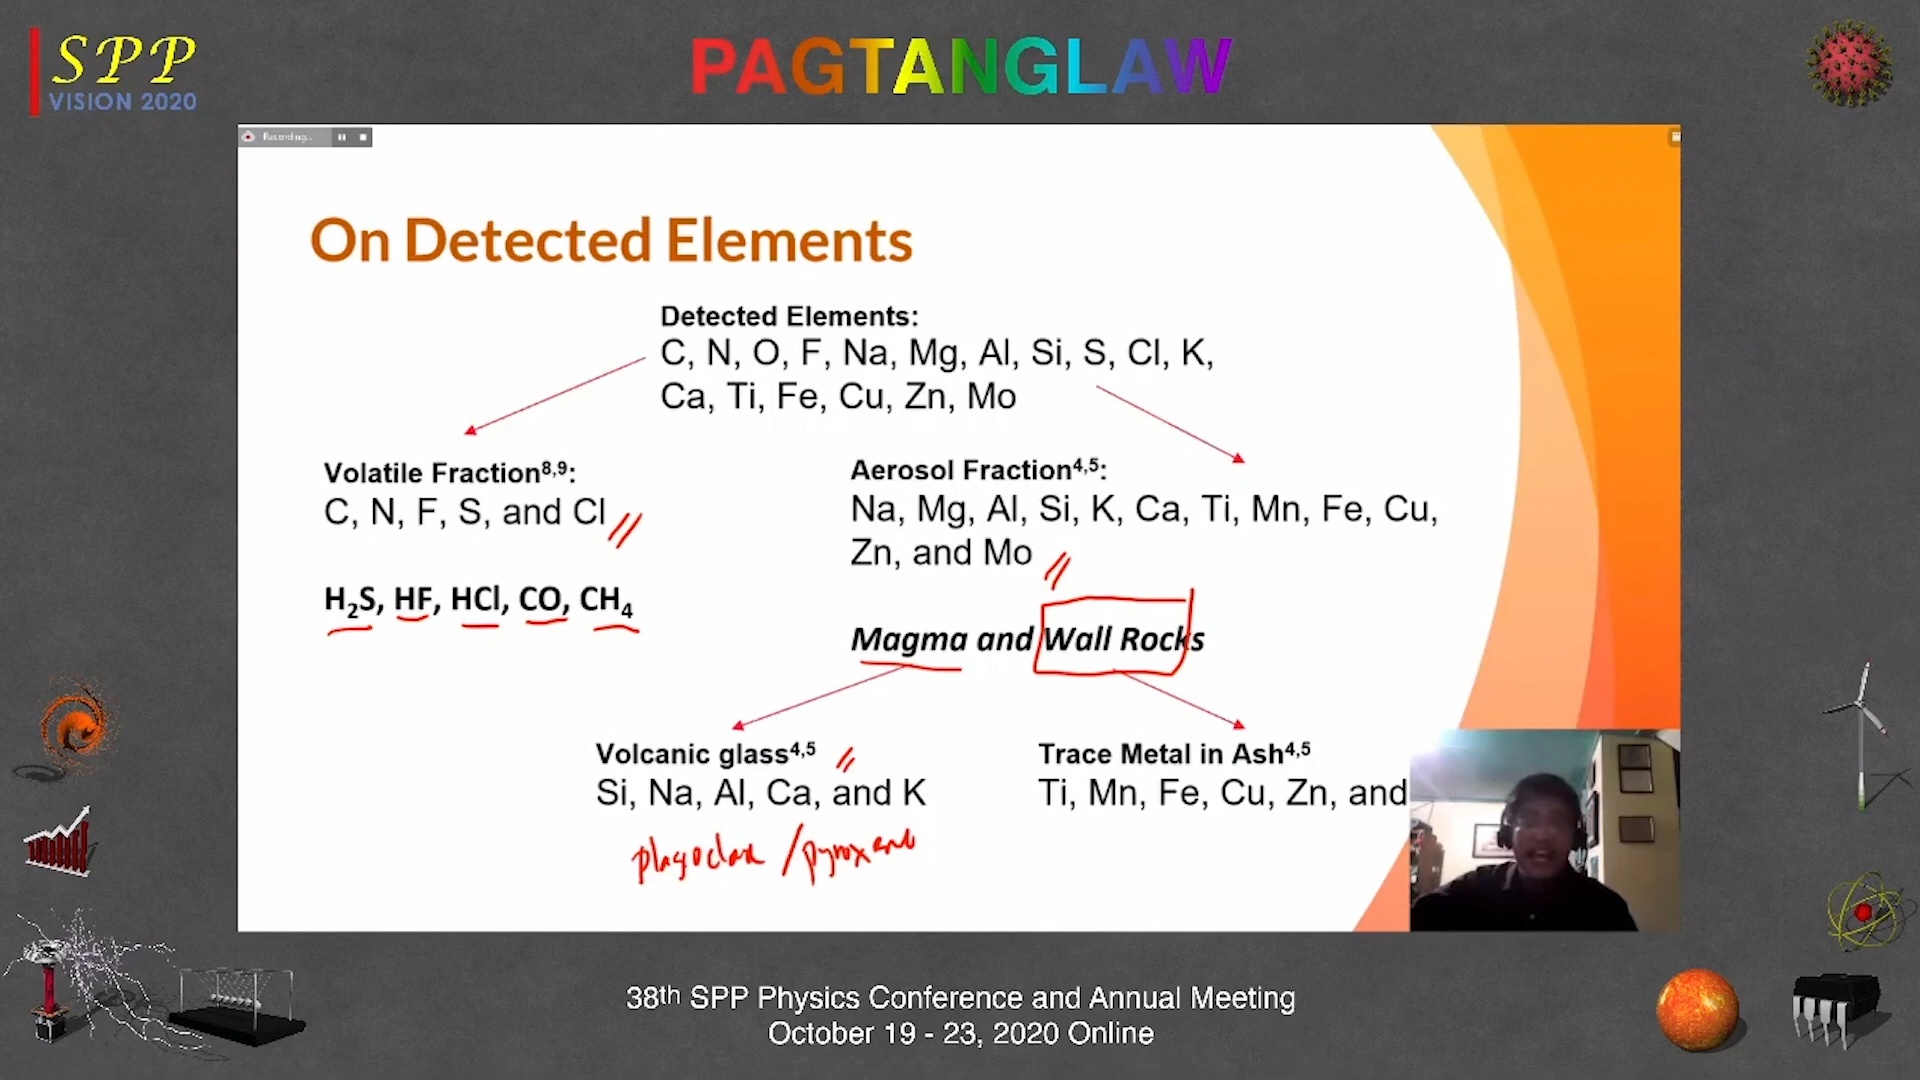 SPP
VISION 2020
PAGTANGLAW
Recording...
On Detected Elements
Detected Elements:
C, N, O, F, Na, Mg, Al, Si, S, Cl, K,
Ca, Ti, Fe, Cu, Zn, Mo
Volatile Fraction8,9:
C, N, F, S, and Cl
H2S, HF, HCl, CO, CH4
Aerosol Fraction4,5:
Na, Mg, Al, Si, K, Ca, Ti, Mn, Fe, Cu,
Zn, and Mo
Magma and Wall Rocks
Volcanic glass4,5
Si, Na, Al, Ca, and K
plagioclase / pyroxene
Trace Metal in Ash4,5
Ti, Mn, Fe, Cu, Zn, and
38th SPP Physics Conference and Annual Meeting
October 19 - 23, 2020 Online